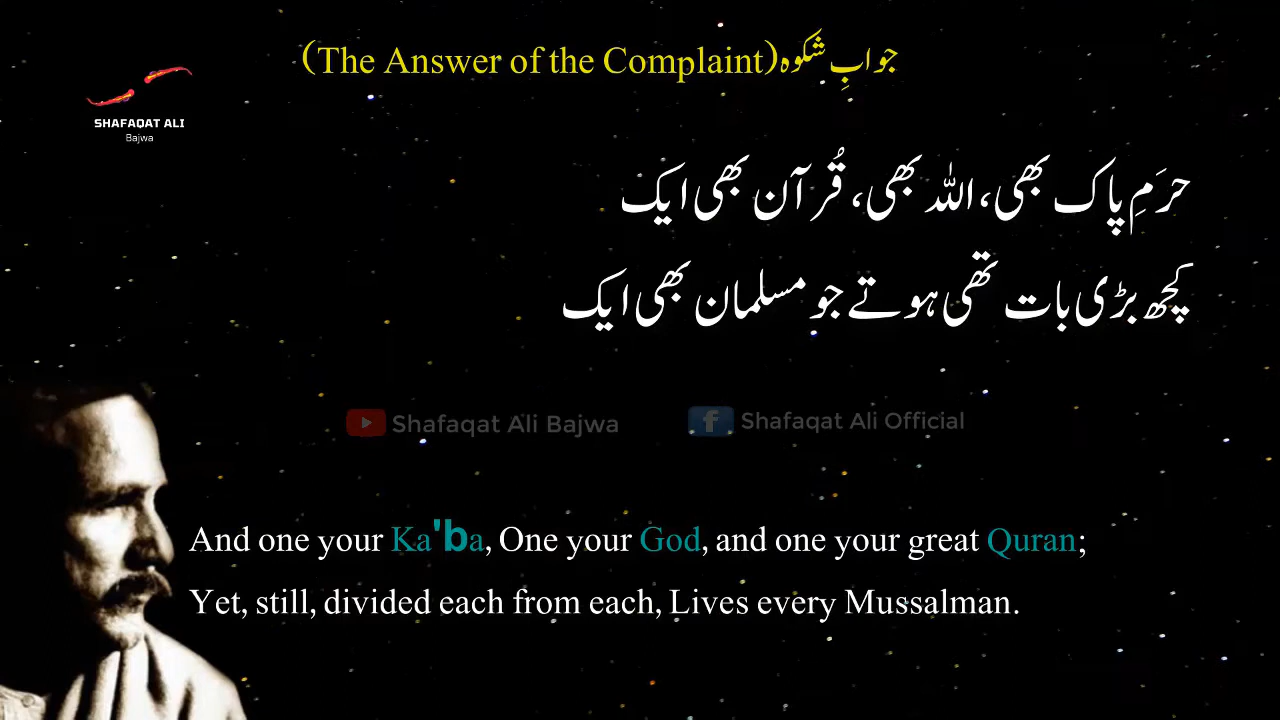 جوابِ شکوہ(The Answer of the Complaint)
SHAFAQAT ALI
Bajwa
حرَمِ پاک بھی، اللہ بھی، قُرآن بھی ایک
کچھ بڑی بات تھی ہوتے جو مسلمان بھی ایک
Shafaqat Ali Bajwa
Shafaqat Ali Official
And one your Ka'ba, One your God, and one your great Quran;
Yet, still, divided each from each, Lives every Mussalman.